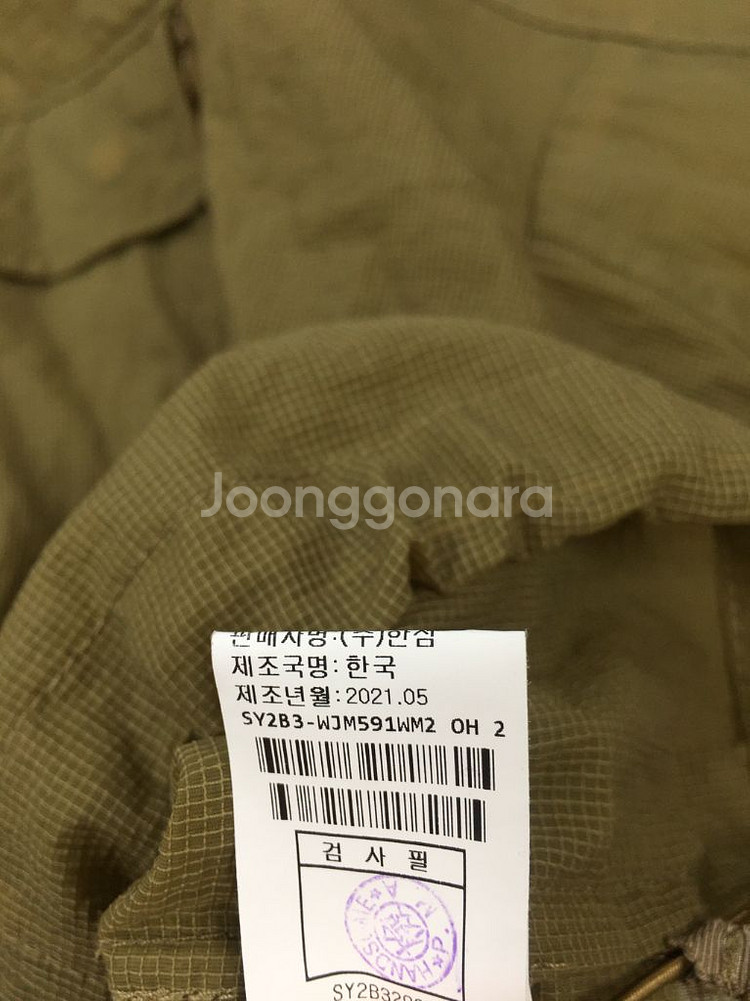 Joonggonara
판매자명:(주)한섬
제조국명:한국
제조년월:2021.05
SY2B3-WJM591WM2 OH 2
검 사 필